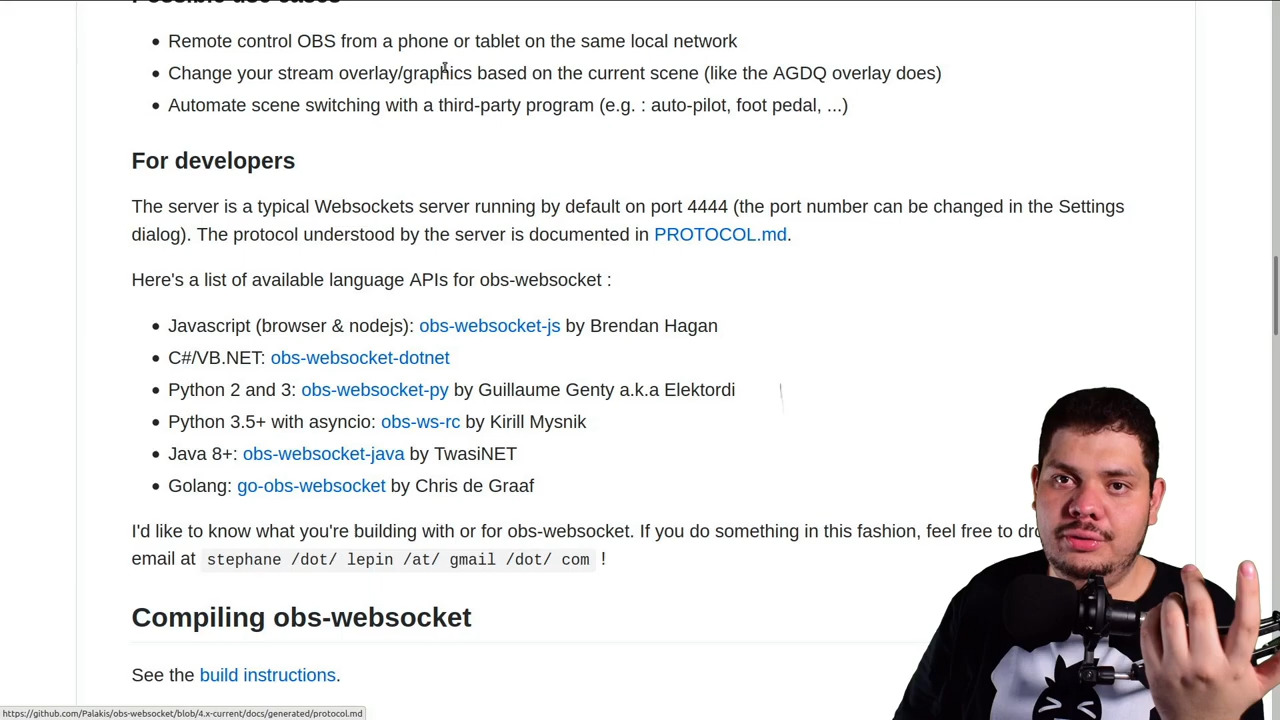 Possible use cases
Remote control OBS from a phone or tablet on the same local network
Change your stream overlay/graphics based on the current scene (like the AGDQ overlay does)
Automate scene switching with a third-party program (e.g. : auto-pilot, foot pedal, ...)
For developers
The server is a typical Websockets server running by default on port 4444 (the port number can be changed in the Settings
dialog). The protocol understood by the server is documented in PROTOCOL.md.
Here's a list of available language APIs for obs-websocket :
Javascript (browser & nodejs): obs-websocket-js by Brendan Hagan
C#/VB.NET: obs-websocket-dotnet
Python 2 and 3: obs-websocket-py by Guillaume Genty a.k.a Elektordi
Python 3.5+ with asyncio: obs-ws-rc by Kirill Mysnik
Java 8+: obs-websocket-java by TwasiNET
Golang: go-obs-websocket by Chris de Graaf
I'd like to know what you're building with or for obs-websocket. If you do something in this fashion, feel free to
email at stephane /dot/ lepin /at/ gmail /dot/ com !
Compiling obs-websocket
See the build instructions.
https://github.com/Palakis/obs-websocket/blob/4.x-current/docs/generated/protocol.md